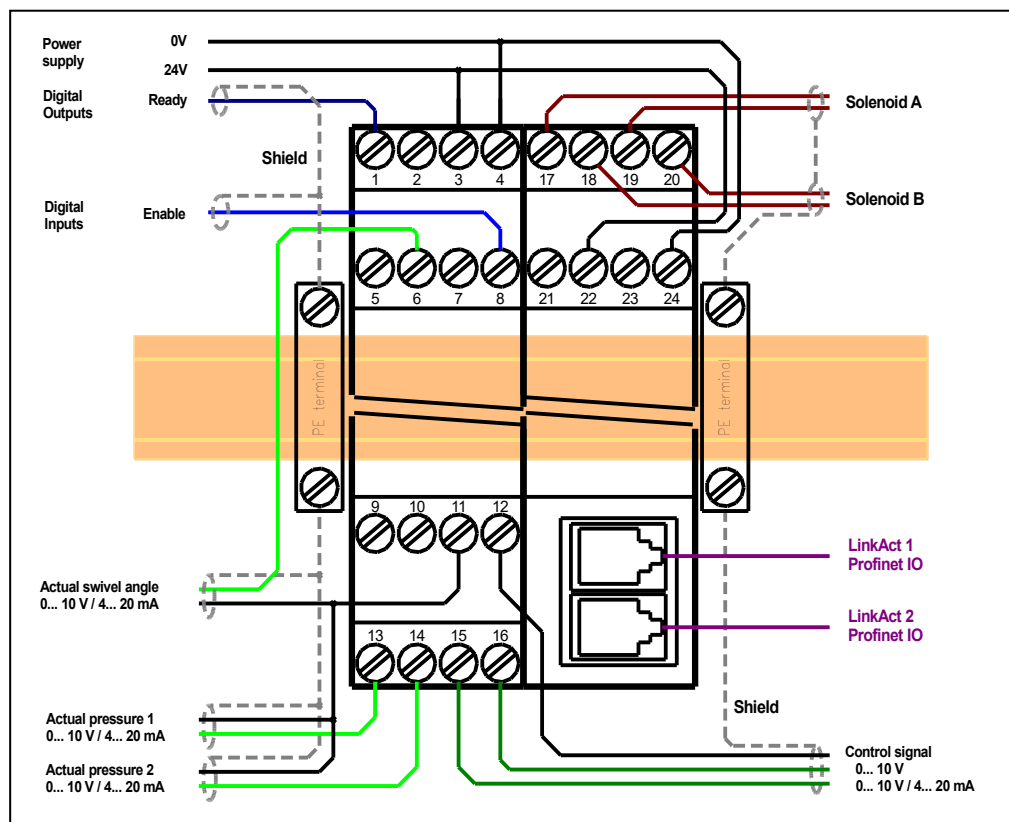 Power supply
0V
24V
Digital Outputs
Ready
Solenoid A
Shield
1 2 3 4 17 18 19 20
Digital Inputs
Enable
Solenoid B
5 6 7 8 21 22 23 24
PE terminal
PE terminal
9 10 11 12
LinkAct 1
Profinet IO
Actual swivel angle
0... 10 V / 4... 20 mA
LinkAct 2
Profinet IO
13 14 15 16
Shield
Actual pressure 1
0... 10 V / 4... 20 mA
Control signal
0... 10 V
0... 10 V / 4... 20 mA
Actual pressure 2
0... 10 V / 4... 20 mA